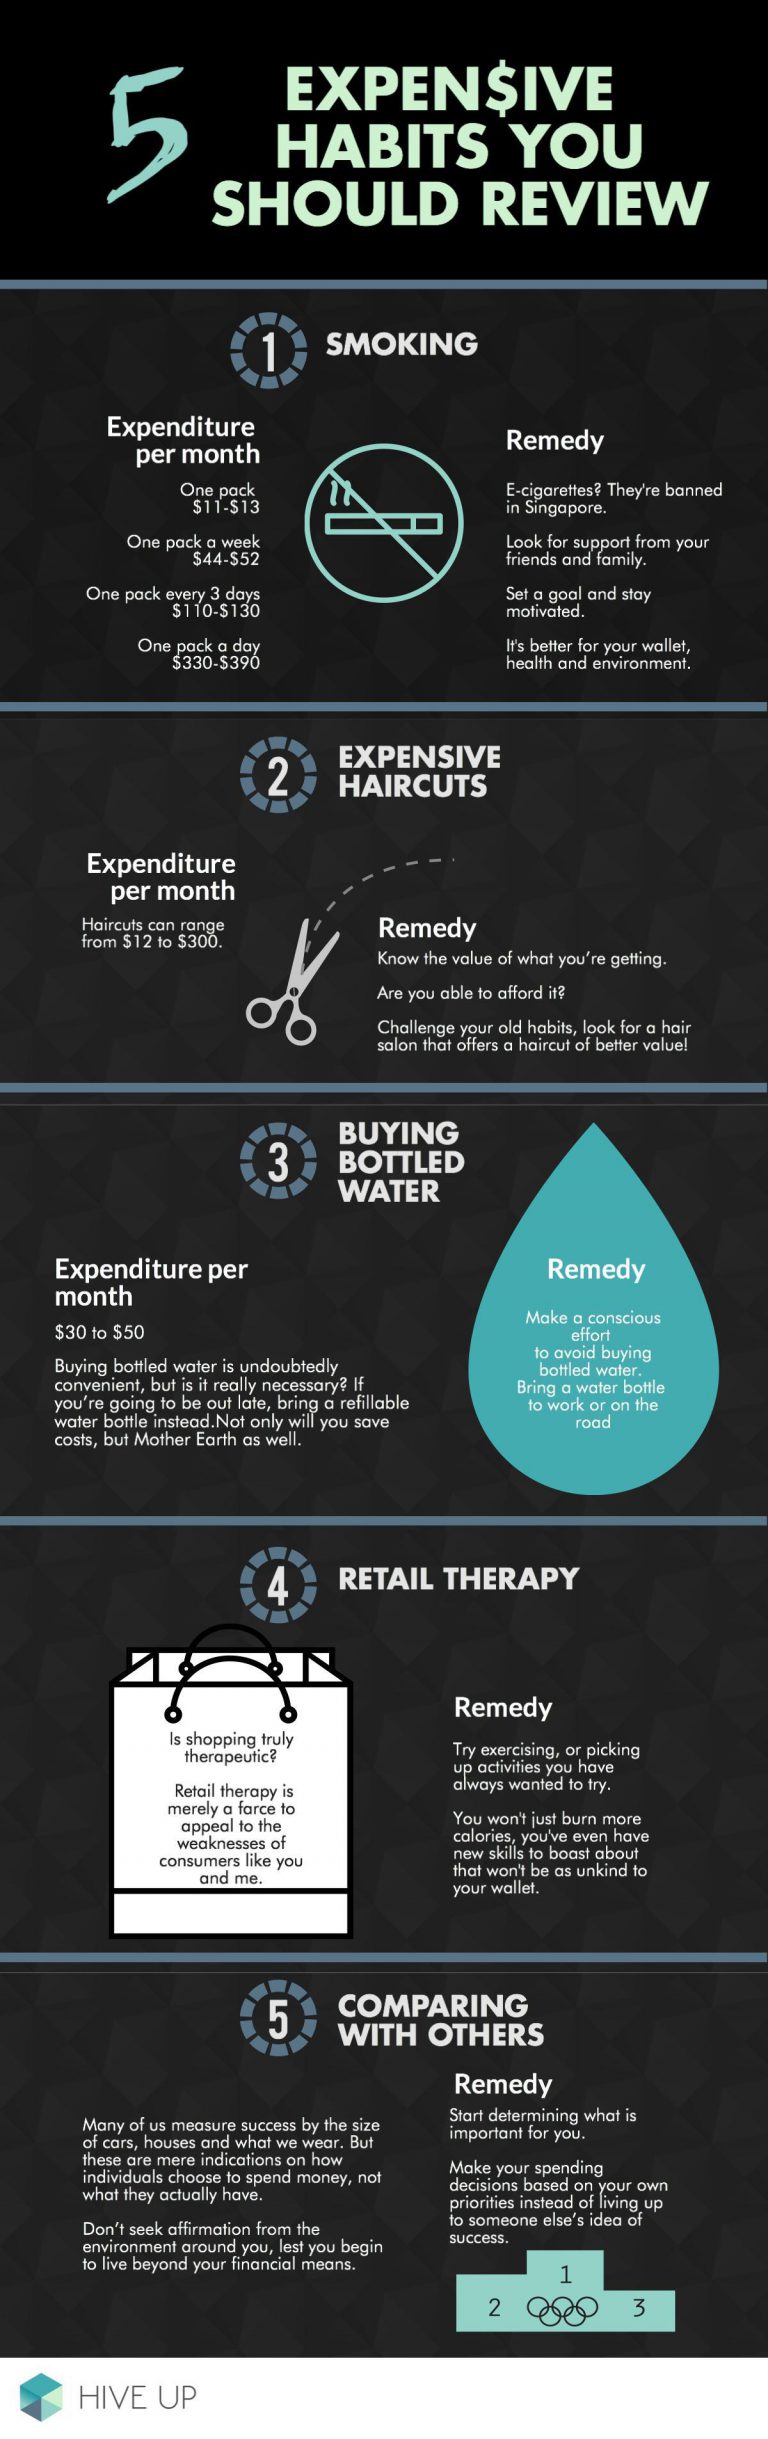 5
EXPEN$IVE
HABITS YOU
SHOULD REVIEW
1
SMOKING
Expenditure
per month
One pack
$11-$13
One pack a week
$44-$52
One pack every 3 days
$110-$130
One pack a day
$330-$390
Remedy
E-cigarettes? They're banned
in Singapore.
Look for support from your
friends and family.
Set a goal and stay
motivated.
It's better for your wallet,
health and environment.
2
EXPENSIVE
HAIRCUTS
Expenditure
per month
Haircuts can range
from $12 to $300.
Remedy
Know the value of what you're getting.
Are you able to afford it?
Challenge your old habits, look for a hair
salon that offers a haircut of better value!
3
BUYING
BOTTLED
WATER
Expenditure per
month
$30 to $50
Buying bottled water is undoubtedly
convenient, but is it really necessary? If
you're going to be out late, bring a refillable
water bottle instead.Not only will you save
costs, but Mother Earth as well.
Remedy
Make a conscious
effort
to avoid buying
bottled water.
Bring a water bottle
to work or on the
road
4
RETAIL THERAPY
Is shopping truly
therapeutic?
Retail therapy is
merely a farce to
appeal to the
weaknesses of
consumers like you
and me.
Remedy
Try exercising, or picking
up activities you have
always wanted to try.
You won't just burn more
calories, you've even have
new skills to boast about
that won't be as unkind to
your wallet.
5
COMPARING
WITH OTHERS
Many of us measure success by the size
of cars, houses and what we wear. But
these are mere indications on how
individuals choose to spend money, not
what they actually have.
Don't seek affirmation from the
environment around you, lest you begin
to live beyond your financial means.
Remedy
Start determining what is
important for you.
Make your spending
decisions based on your own
priorities instead of living up
to someone else's idea of
success.
1
2
3
HIVE UP